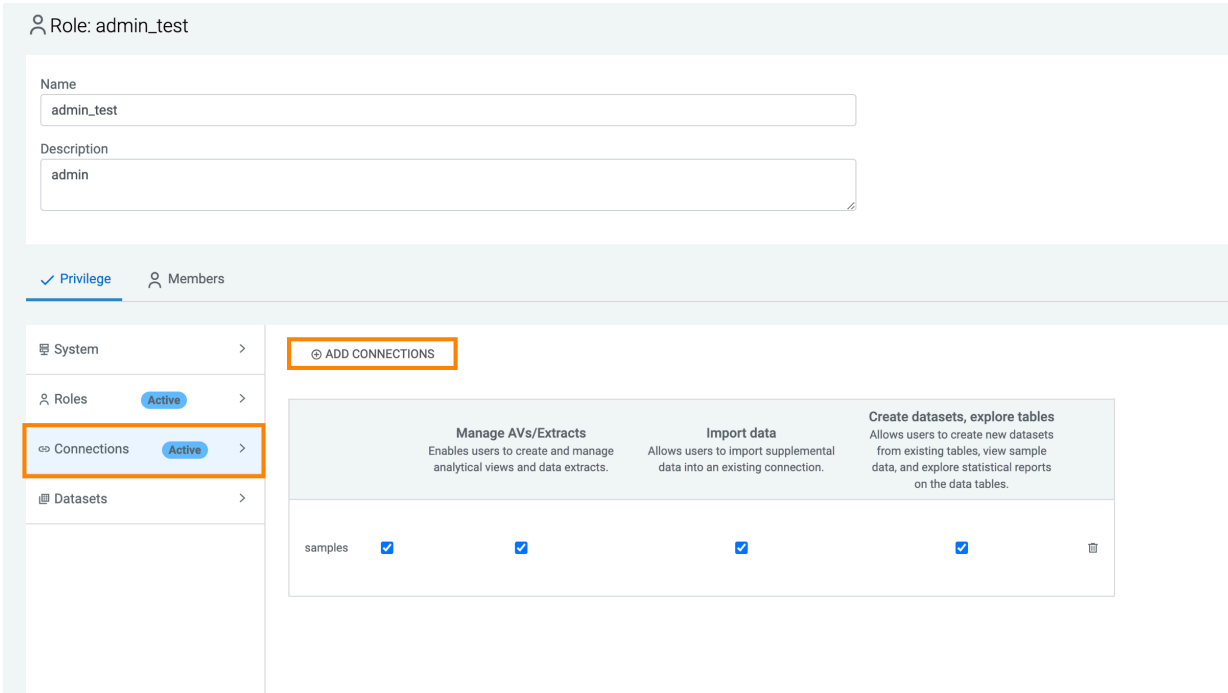 Role: admin_test
Name
admin_test
Description
admin
Privilege
Members
System
Roles
Active
Connections
Active
Datasets
ADD CONNECTIONS
Manage AVs/Extracts
Enables users to create and manage
analytical views and data extracts.
Import data
Allows users to import supplemental
data into an existing connection.
Create datasets, explore tables
Allows users to create new datasets
from existing tables, view sample
data, and explore statistical reports
on the data tables.
samples